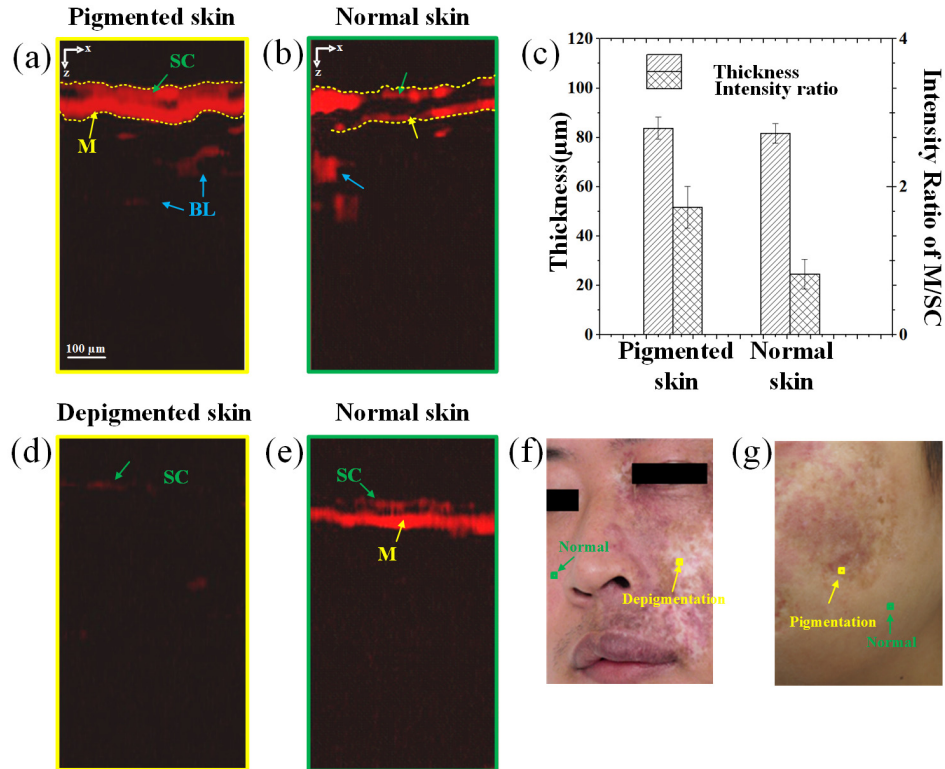 Pigmented skin
Normal skin
(a)
x
z
SC
M
BL
100 µm
(b)
x
z
(c)
120
100
80
60
40
20
0
Thickness(µm)
Thickness
Intensity ratio
4
2
0
Intensity Ratio of M/SC
Pigmented
skin
Normal
skin
Depigmented skin
Normal skin
(d)
SC
(e)
SC
M
(f)
Normal
Depigmentation
(g)
Pigmentation
Normal